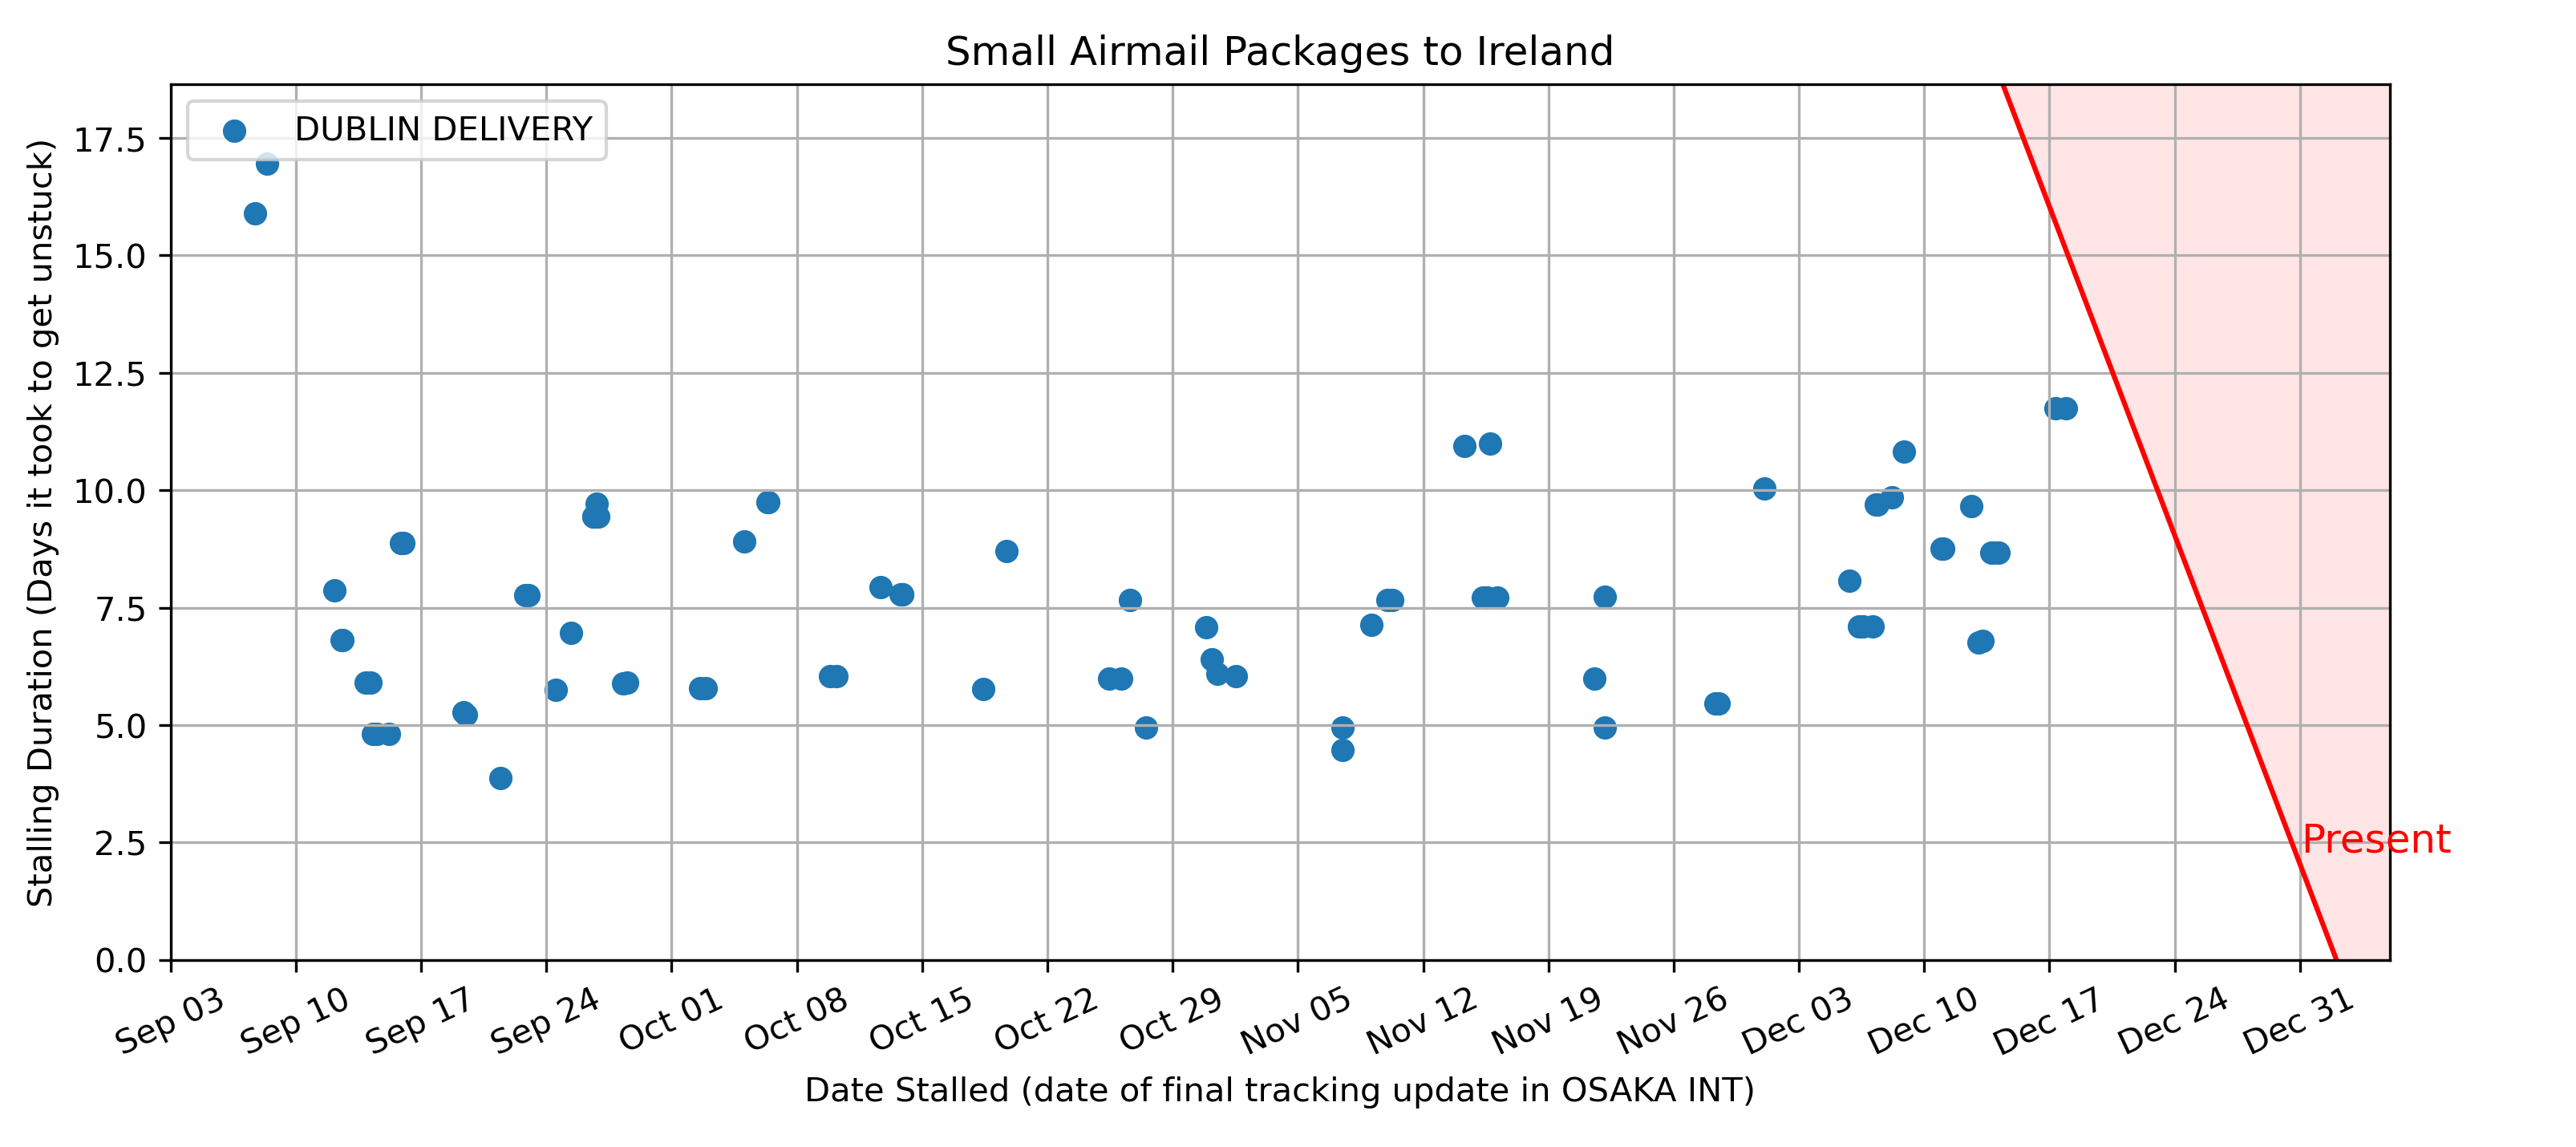 Small Airmail Packages to Ireland
DUBLIN DELIVERY
Stalling Duration (Days it took to get unstuck)
17.5
15.0
12.5
10.0
7.5
5.0
2.5
0.0
Present
Sep 03 Sep 10 Sep 17 Sep 24 Oct 01 Oct 08 Oct 15 Oct 22 Oct 29 Nov 05 Nov 12 Nov 19 Nov 26 Dec 03 Dec 10 Dec 17 Dec 24 Dec 31
Date Stalled (date of final tracking update in OSAKA INT)